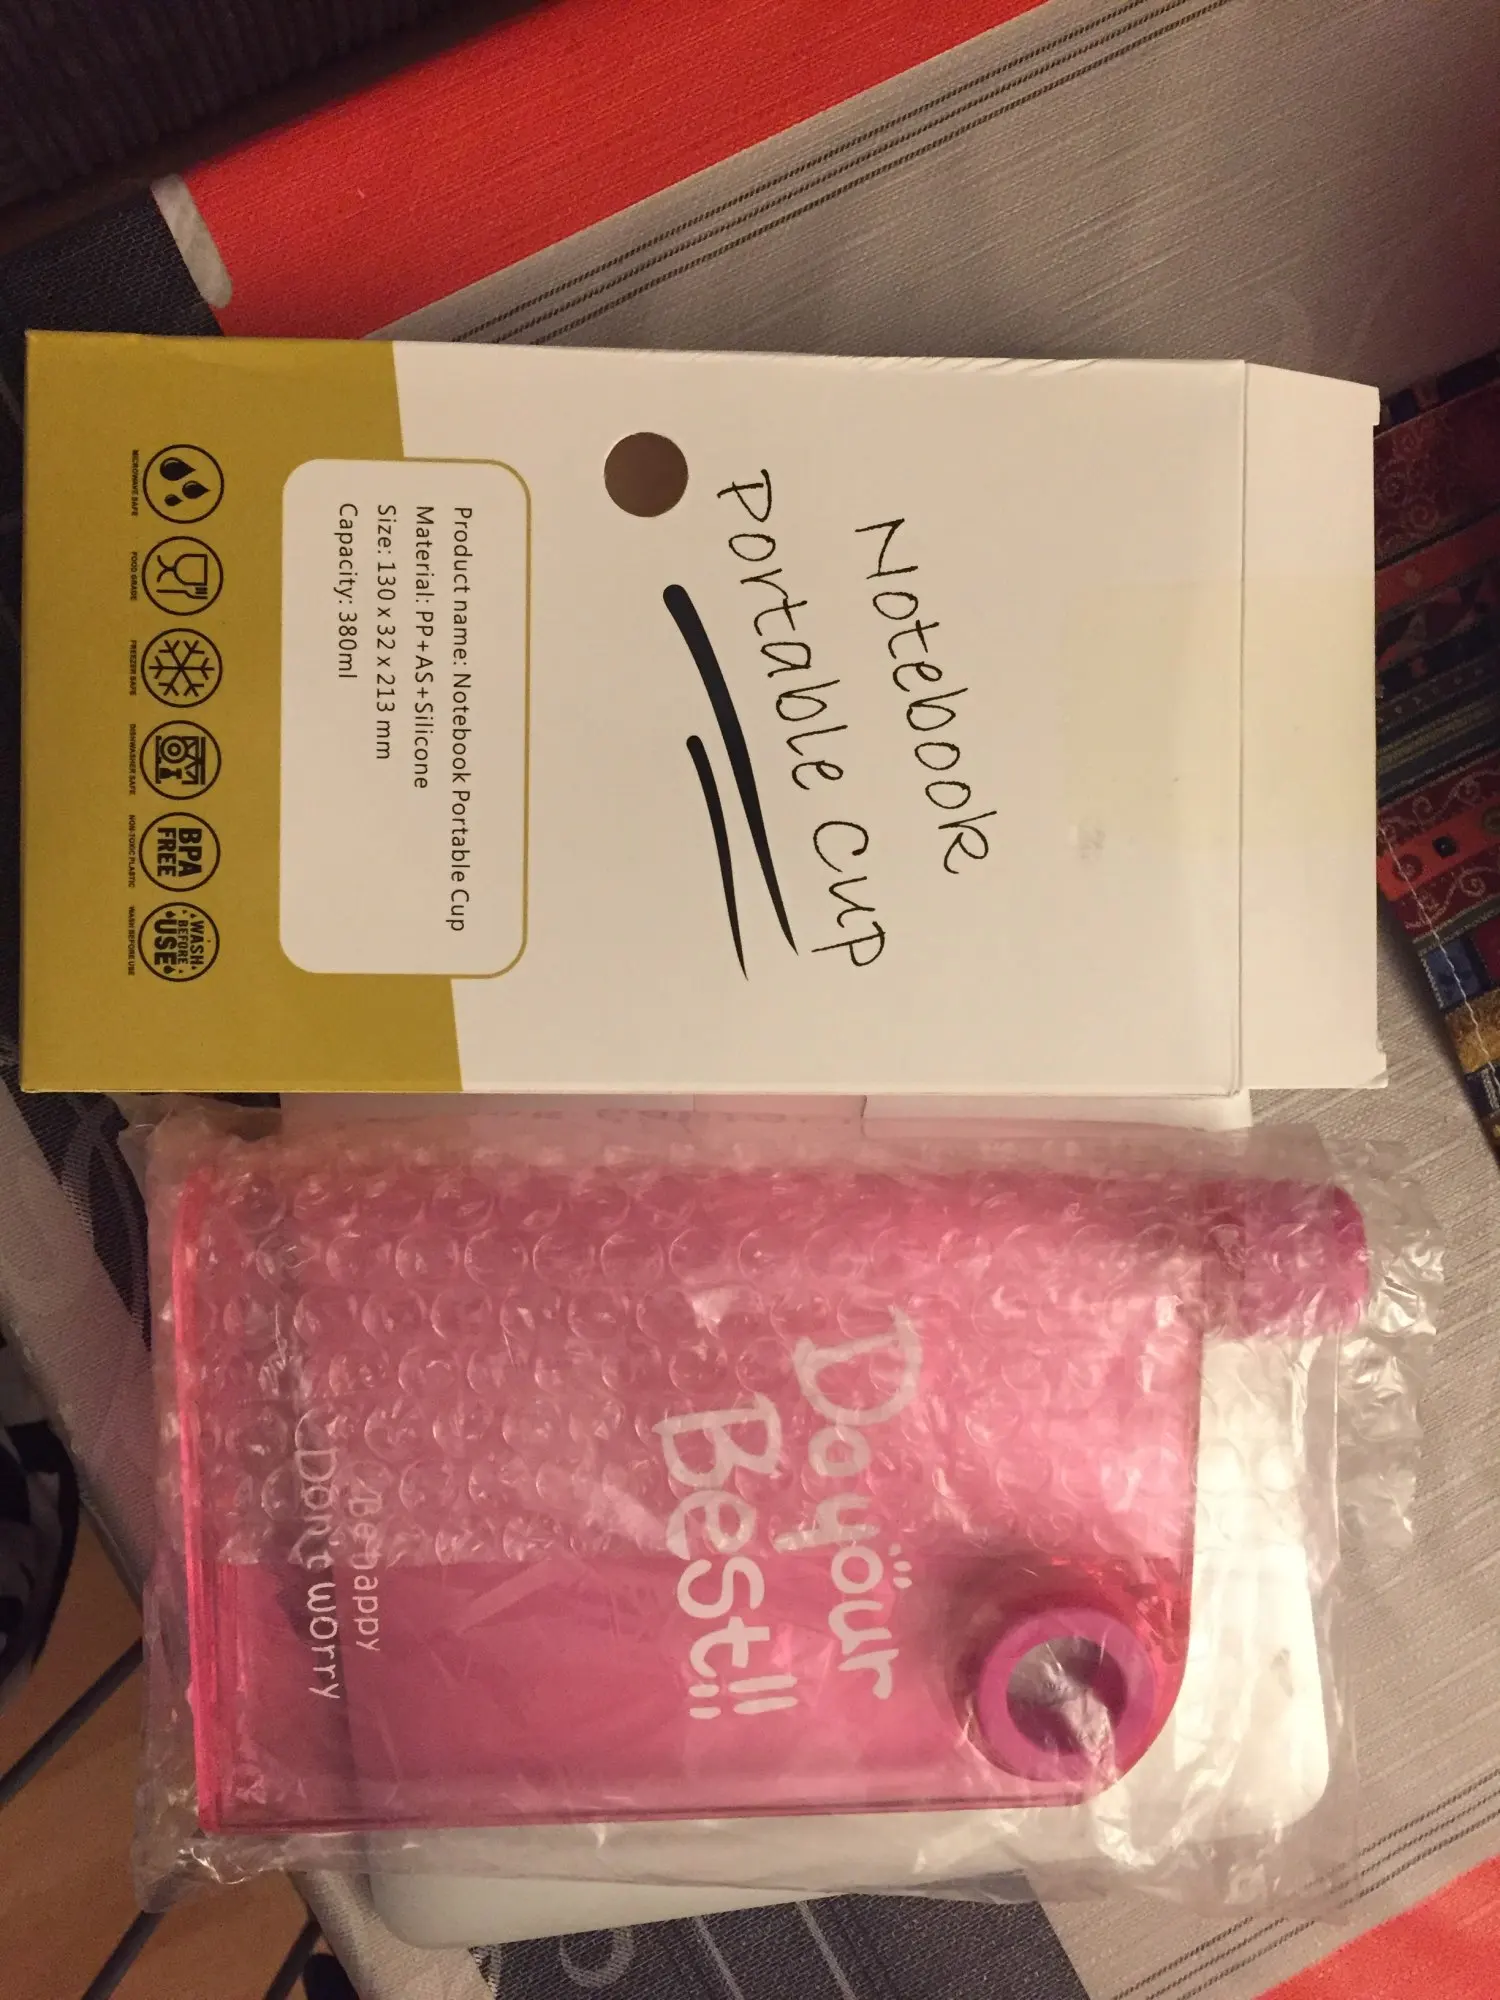 Notebook
Portable Cup
Product name: Notebook Portable Cup
Material: PP+AS+Silicone
Size: 130 x 32 x 213 mm
Capacity: 380ml
BPA
FREE
WASH
BEFORE
USE
MICROWAVE SAFE
FOOD GRADE
FREEZER SAFE
DISHWASHER SAFE
NON-TOXIC PLASTIC
WASH BEFORE USE
Do your
Best!!
Be happy
Don't worry